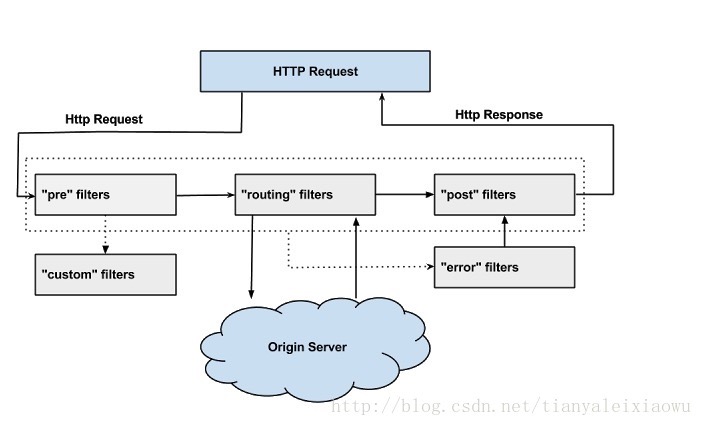 HTTP Request
Http Request
Http Response
"pre" filters
"routing" filters
"post" filters
"custom" filters
"error" filters
Origin Server
http://blog.csdn.net/tianyaleixiaowu